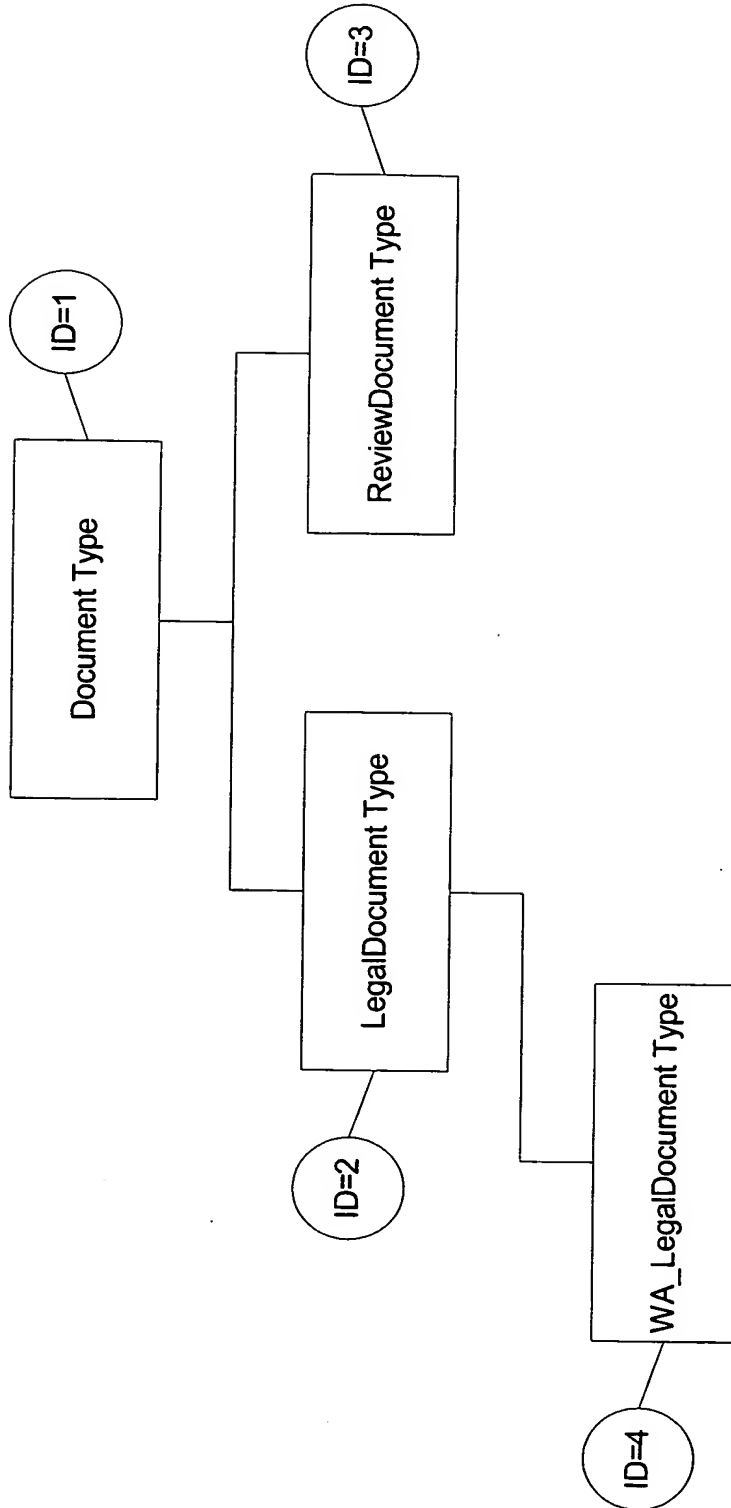 Document Type
ID=1
LegalDocument Type
ID=2
ReviewDocument Type
ID=3
WA_LegalDocument Type
ID=4